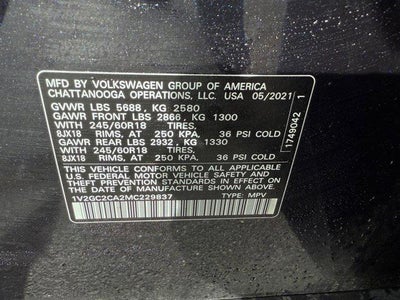 MFD BY VOLKSWAGEN GROUP OF AMERICA
CHATTANOOGA OPERATIONS, LLC. USA 05/2021
GVWR LBS 5688, KG 2580
GAWR FRONT LBS 2866, KG 1300
WITH 245/60R18 TIRES.
8JX18 RIMS, AT 250 KPA. 36 PSI COLD
GAWR REAR LBS 2932, KG 1330
WITH 245/60R18 TIRES.
8JX18 RIMS, AT 250 KPA. 36 PSI COLD
THIS VEHICLE CONFORMS TO ALL APPLICABLE
FEDERAL MOTOR VEHICLE SAFETY AND
THEFT PREVENTION STANDARDS IN EFFECT
ON THE DATE OF MANUFACTURE SHOWN ABOVE.
1V2GC2CA2MC229837 TYPE: MPV
1749042 1